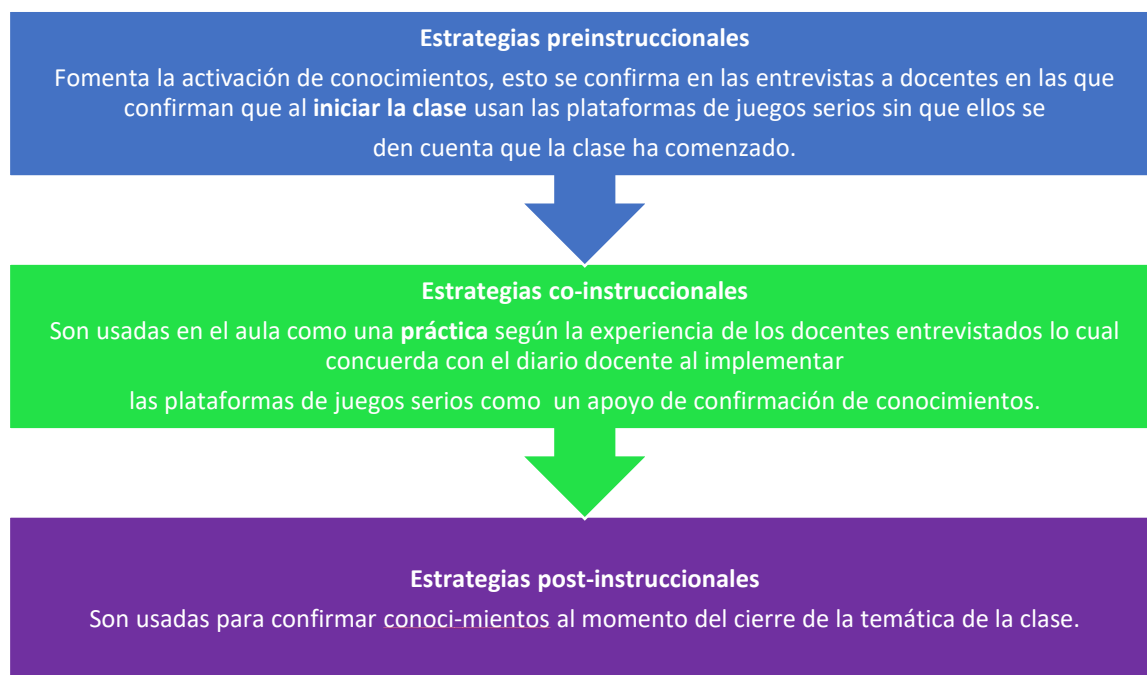 Estrategias preinstruccionales
Fomenta la activación de conocimientos, esto se confirma en las entrevistas a docentes en las que
confirman que al iniciar la clase usan las plataformas de juegos serios sin que ellos se
den cuenta que la clase ha comenzado.
Estrategias co-instruccionales
Son usadas en el aula como una práctica según la experiencia de los docentes entrevistados lo cual
concuerda con el diario docente al implementar
las plataformas de juegos serios como un apoyo de confirmación de conocimientos.
Estrategias post-instruccionales
Son usadas para confirmar conoci-mientos al momento del cierre de la temática de la clase.